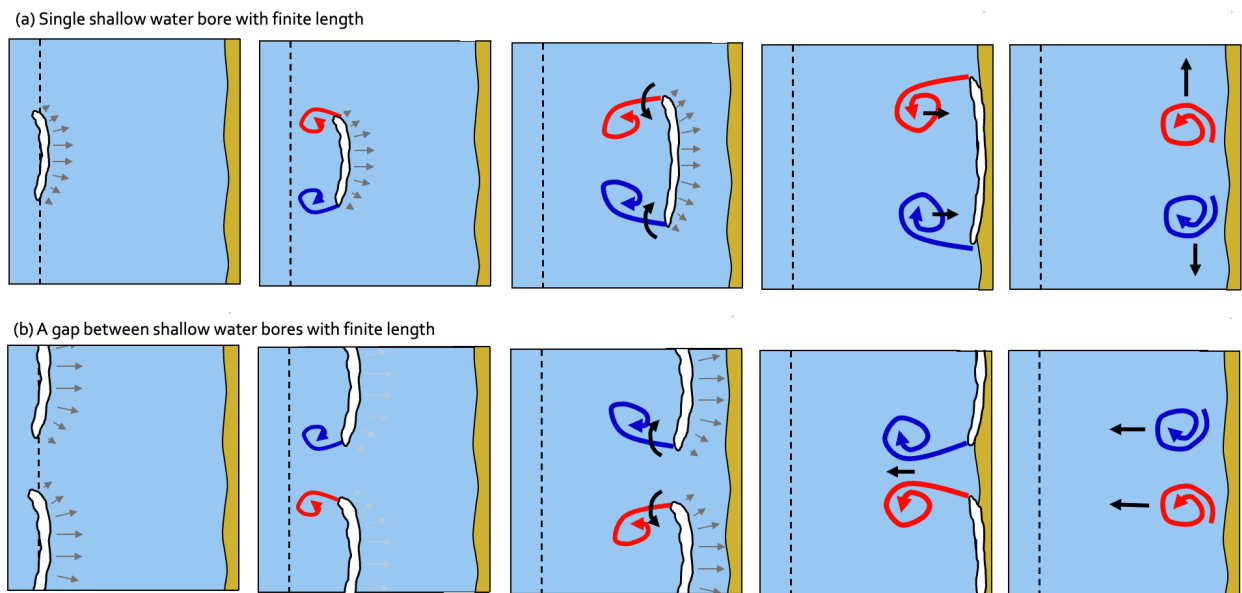 (a) Single shallow water bore with finite length
(b) A gap between shallow water bores with finite length